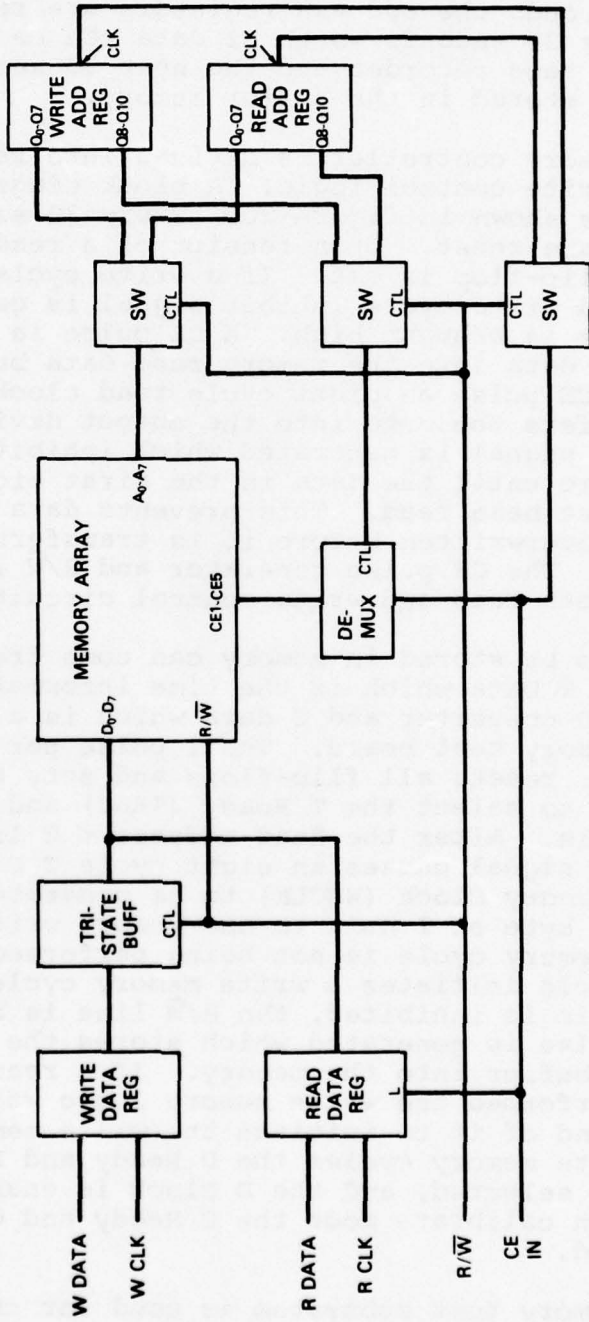 W DATA
W CLK
R DATA
R CLK
R/W̅
CE
IN
WRITE
DATA
REG
READ
DATA
REG
TRI-
STATE
BUFF
CTL
MEMORY ARRAY
D₀-D₇
R/W
A₀-A₇
CE1-CE5
DE-
MUX
CTL
SW
CTL
SW
CTL
CTL
SW
Q₀-Q7
WRITE
ADD
REG
Q8-Q10
CLK
Q₀-Q7
READ
ADD
REG
Q8-Q10
CLK